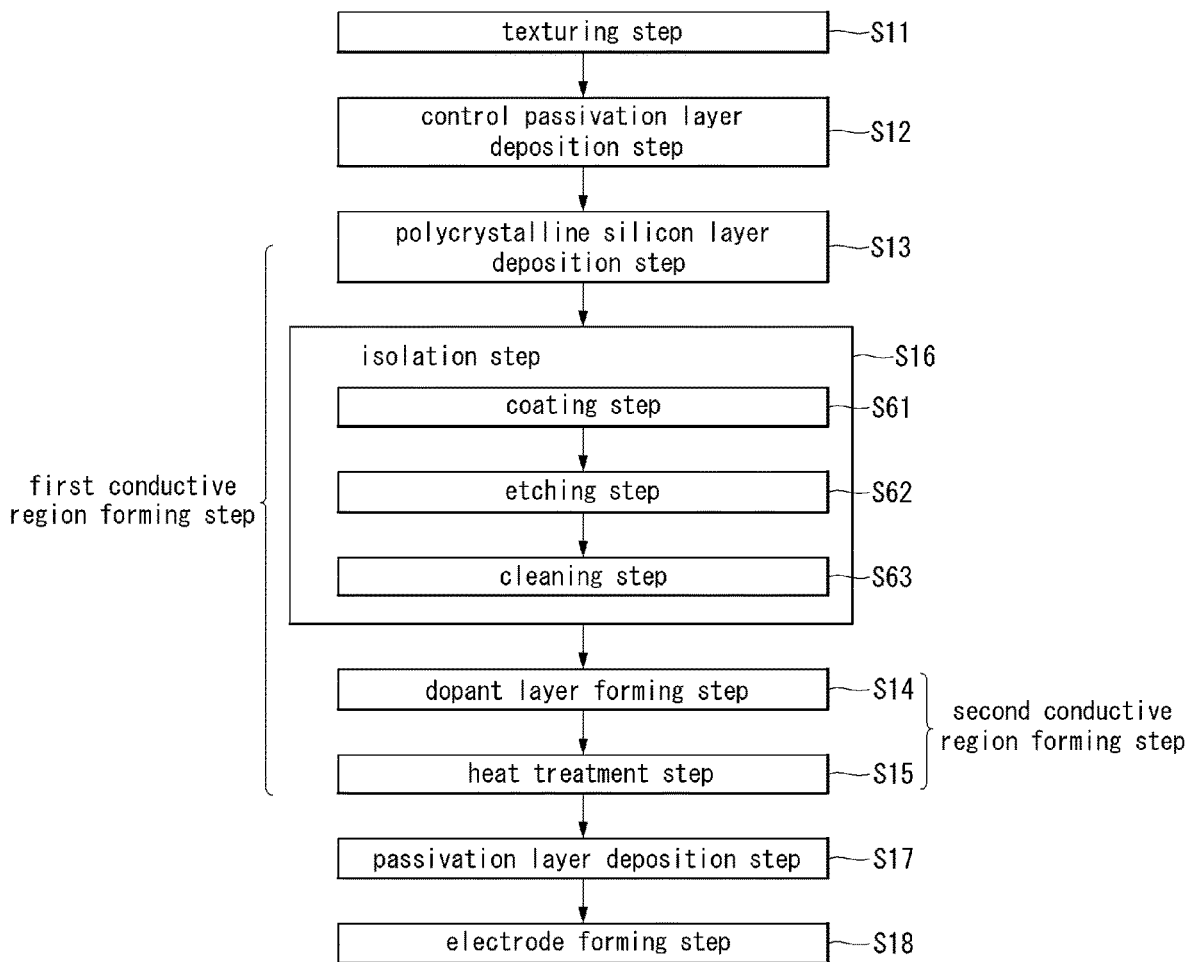 texturing step
S11
control passivation layer
deposition step
S12
polycrystalline silicon layer
deposition step
S13
isolation step
S16
coating step
S61
etching step
S62
cleaning step
S63
first conductive
region forming step
dopant layer forming step
S14
heat treatment step
S15
second conductive
region forming step
passivation layer deposition step
S17
electrode forming step
S18